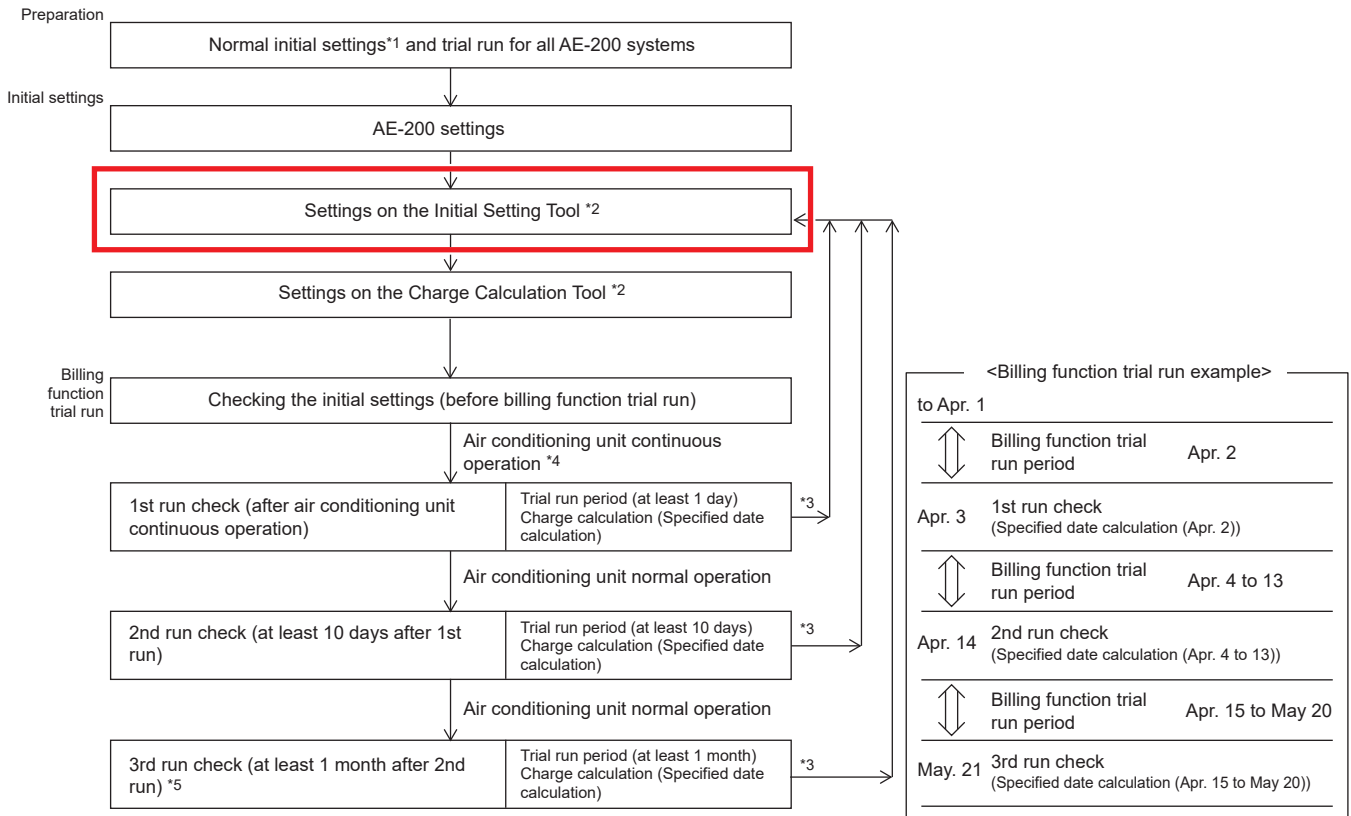 Preparation
Normal initial settings*1 and trial run for all AE-200 systems
Initial settings
AE-200 settings
Settings on the Initial Setting Tool *2
Settings on the Charge Calculation Tool *2
Billing
function
trial run
Checking the initial settings (before billing function trial run)
Air conditioning unit continuous
operation *4
1st run check (after air conditioning unit
continuous operation)
Trial run period (at least 1 day)
Charge calculation (Specified date
calculation)
*3
Air conditioning unit normal operation
2nd run check (at least 10 days after 1st
run)
Trial run period (at least 10 days)
Charge calculation (Specified date
calculation)
*3
Air conditioning unit normal operation
3rd run check (at least 1 month after 2nd
run) *5
Trial run period (at least 1 month)
Charge calculation (Specified date
calculation)
*3
<Billing function trial run example>
to Apr. 1
Billing function trial
run period
Apr. 2
Apr. 3
1st run check
(Specified date calculation (Apr. 2))
Billing function trial
run period
Apr. 4 to 13
Apr. 14
2nd run check
(Specified date calculation (Apr. 4 to 13))
Billing function trial
run period
Apr. 15 to May 20
May. 21
3rd run check
(Specified date calculation (Apr. 15 to May 20))